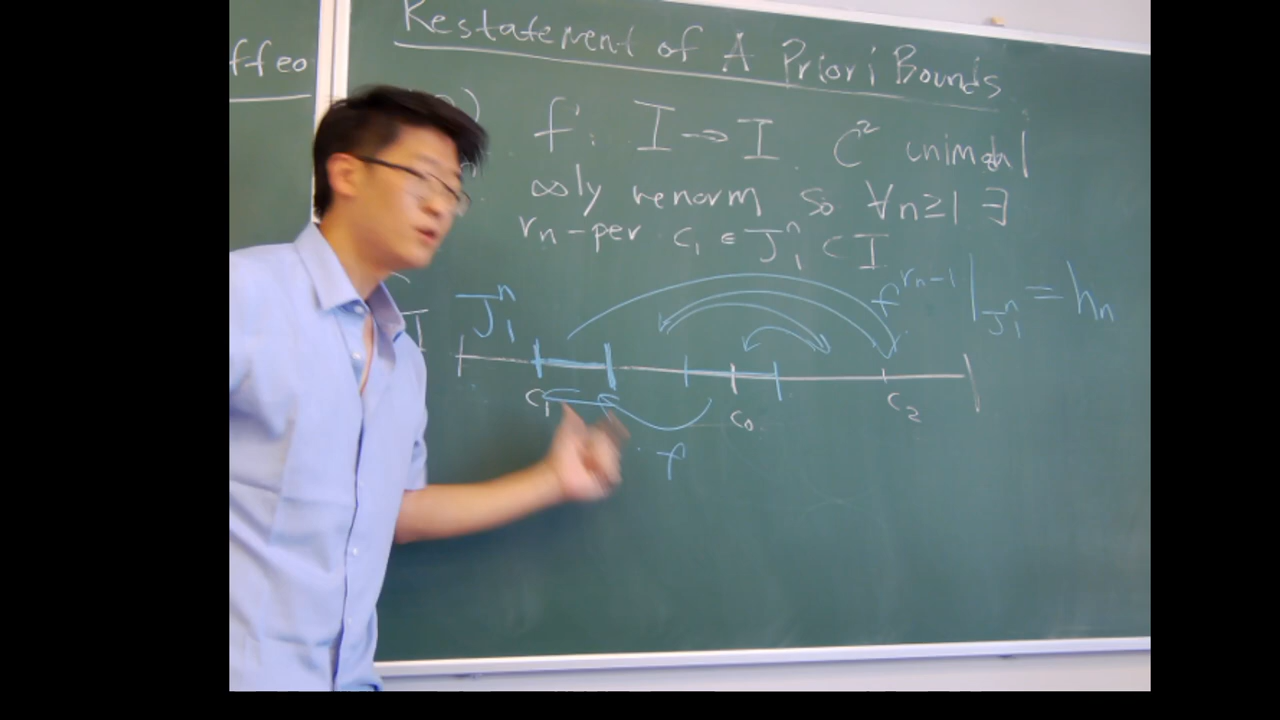 ffeo
Restatement of A Priori Bounds
f: I → I C² unimodal
∞ly renorm so ∀n≥1 ∃
rₙ-per c₁ ∈ J₁ⁿ ⊂ I
J₁ⁿ f^{rₙ-1}|_{J₁ⁿ} = hₙ
I
c₁ c₀ c₂
f